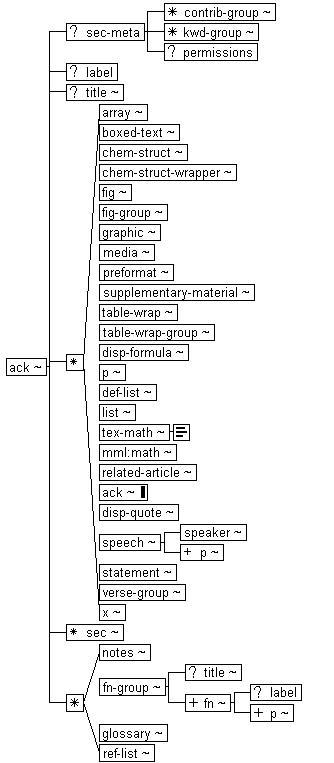 ? sec-meta
* contrib-group ~
* kwd-group ~
? permissions
? label
? title ~
array ~
boxed-text ~
chem-struct ~
chem-struct-wrapper ~
fig ~
fig-group ~
graphic ~
media ~
preformat ~
supplementary-material ~
table-wrap ~
table-wrap-group ~
disp-formula ~
p ~
def-list ~
list ~
tex-math ~
mml:math ~
related-article ~
ack ~
disp-quote ~
speech ~
speaker ~
+ p ~
statement ~
verse-group ~
x ~
ack ~
*
* sec ~
*
notes ~
fn-group ~
? title ~
+ fn ~
? label
+ p ~
glossary ~
ref-list ~